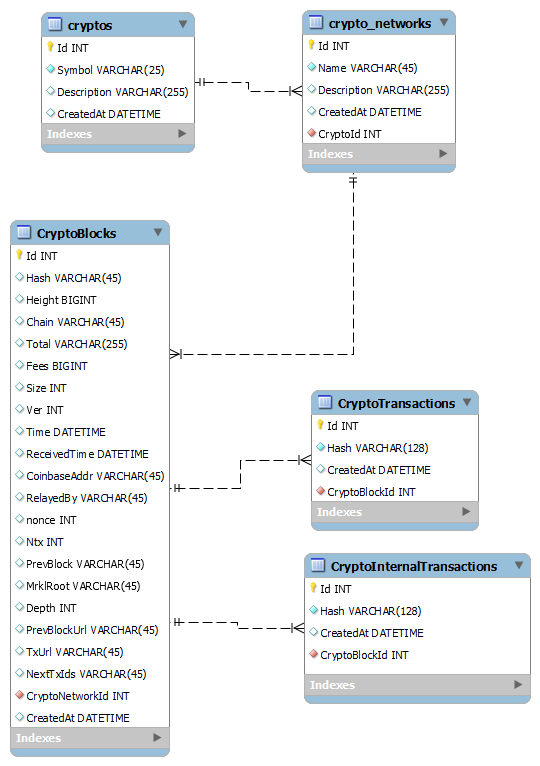 cryptos
Id INT
Symbol VARCHAR(25)
Description VARCHAR(255)
CreatedAt DATETIME
Indexes
crypto_networks
Id INT
Name VARCHAR(45)
Description VARCHAR(255)
CreatedAt DATETIME
CryptoId INT
Indexes
CryptoBlocks
Id INT
Hash VARCHAR(45)
Height BIGINT
Chain VARCHAR(45)
Total VARCHAR(255)
Fees BIGINT
Size INT
Ver INT
Time DATETIME
ReceivedTime DATETIME
CoinbaseAddr VARCHAR(45)
RelayedBy VARCHAR(45)
nonce INT
Ntx INT
PrevBlock VARCHAR(45)
MrklRoot VARCHAR(45)
Depth INT
PrevBlockUrl VARCHAR(45)
TxUrl VARCHAR(45)
NextTxIds VARCHAR(45)
CryptoNetworkId INT
CreatedAt DATETIME
Indexes
CryptoTransactions
Id INT
Hash VARCHAR(128)
CreatedAt DATETIME
CryptoBlockId INT
Indexes
CryptoInternalTransactions
Id INT
Hash VARCHAR(128)
CreatedAt DATETIME
CryptoBlockId INT
Indexes